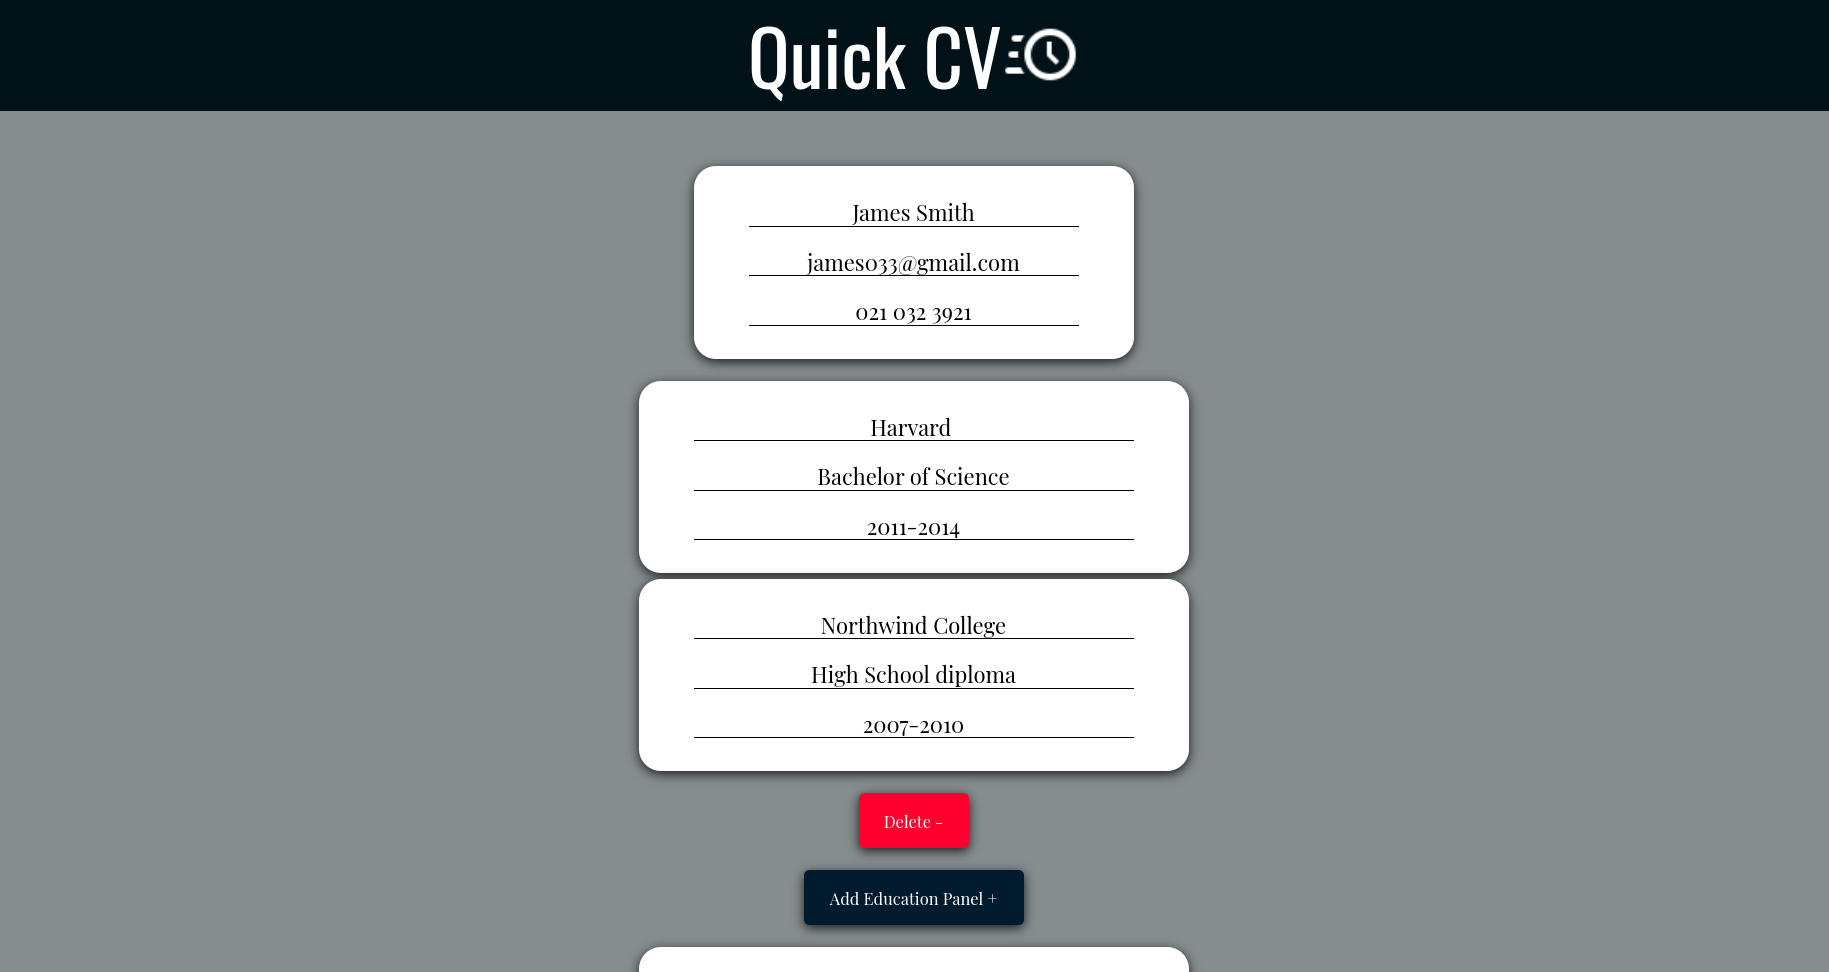 Quick CV
James Smith
james033@gmail.com
021 032 3921
Harvard
Bachelor of Science
2011-2014
Northwind College
High School diploma
2007-2010
Delete -
Add Education Panel +